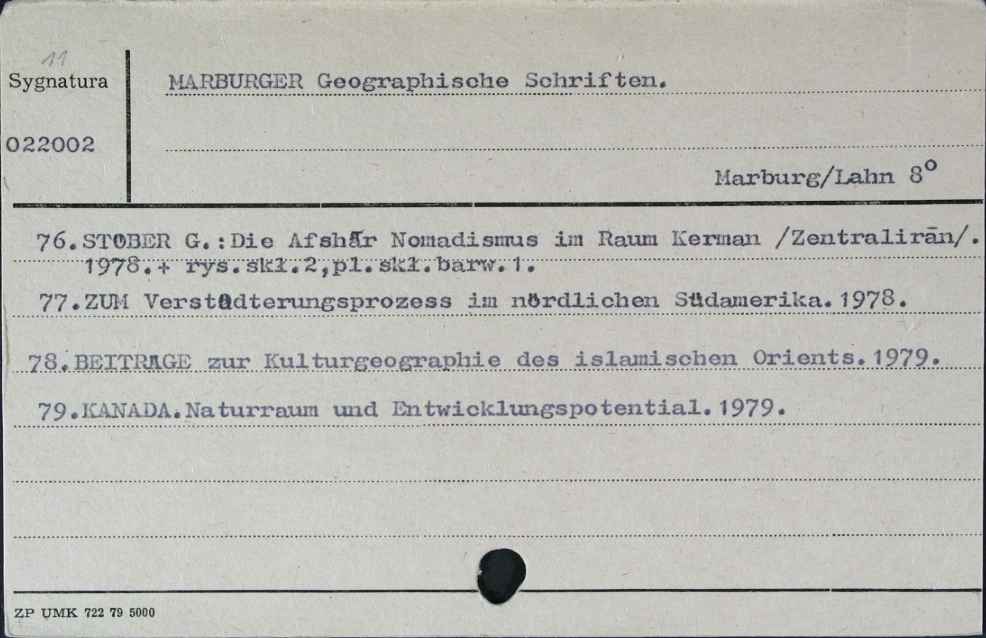 11
Sygnatura
MARBURGER Geographische Schriften.
022002
Marburg/Lahn 8°
76. STÖBER G.: Die Afshār Nomadismus im Raum Kerman /Zentralirān/.
1978. + rys. skł. 2, pl. skł. barw. 1.
77. ZUM Verstädterungsprozess im nördlichen Südamerika. 1978.
78. BEITRÄGE zur Kulturgeographie des islamischen Orients. 1979.
79. KANADA. Naturraum und Entwicklungspotential. 1979.
ZP UMK 722 79 5000